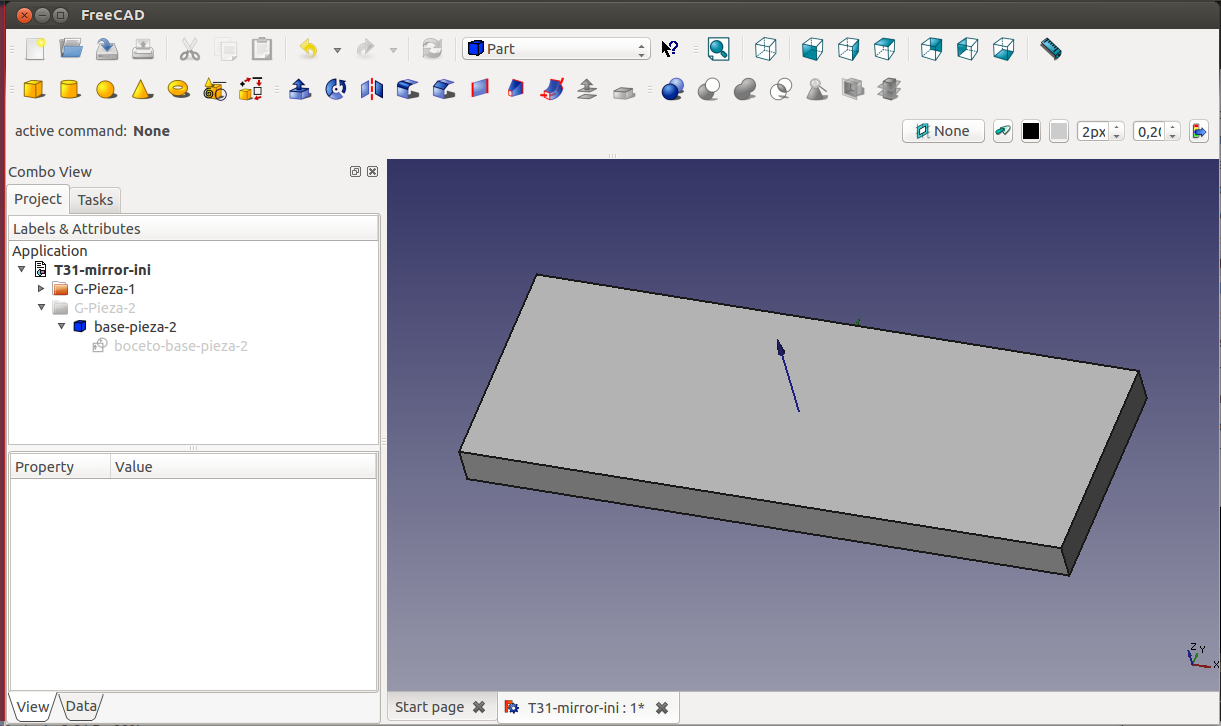 FreeCAD
Part
active command: None
None
2px
0,20
Combo View
Project
Tasks
Labels & Attributes
Application
T31-mirror-ini
G-Pieza-1
G-Pieza-2
base-pieza-2
boceto-base-pieza-2
Property
Value
Z
Y
X
View
Data
Start page
T31-mirror-ini : 1*